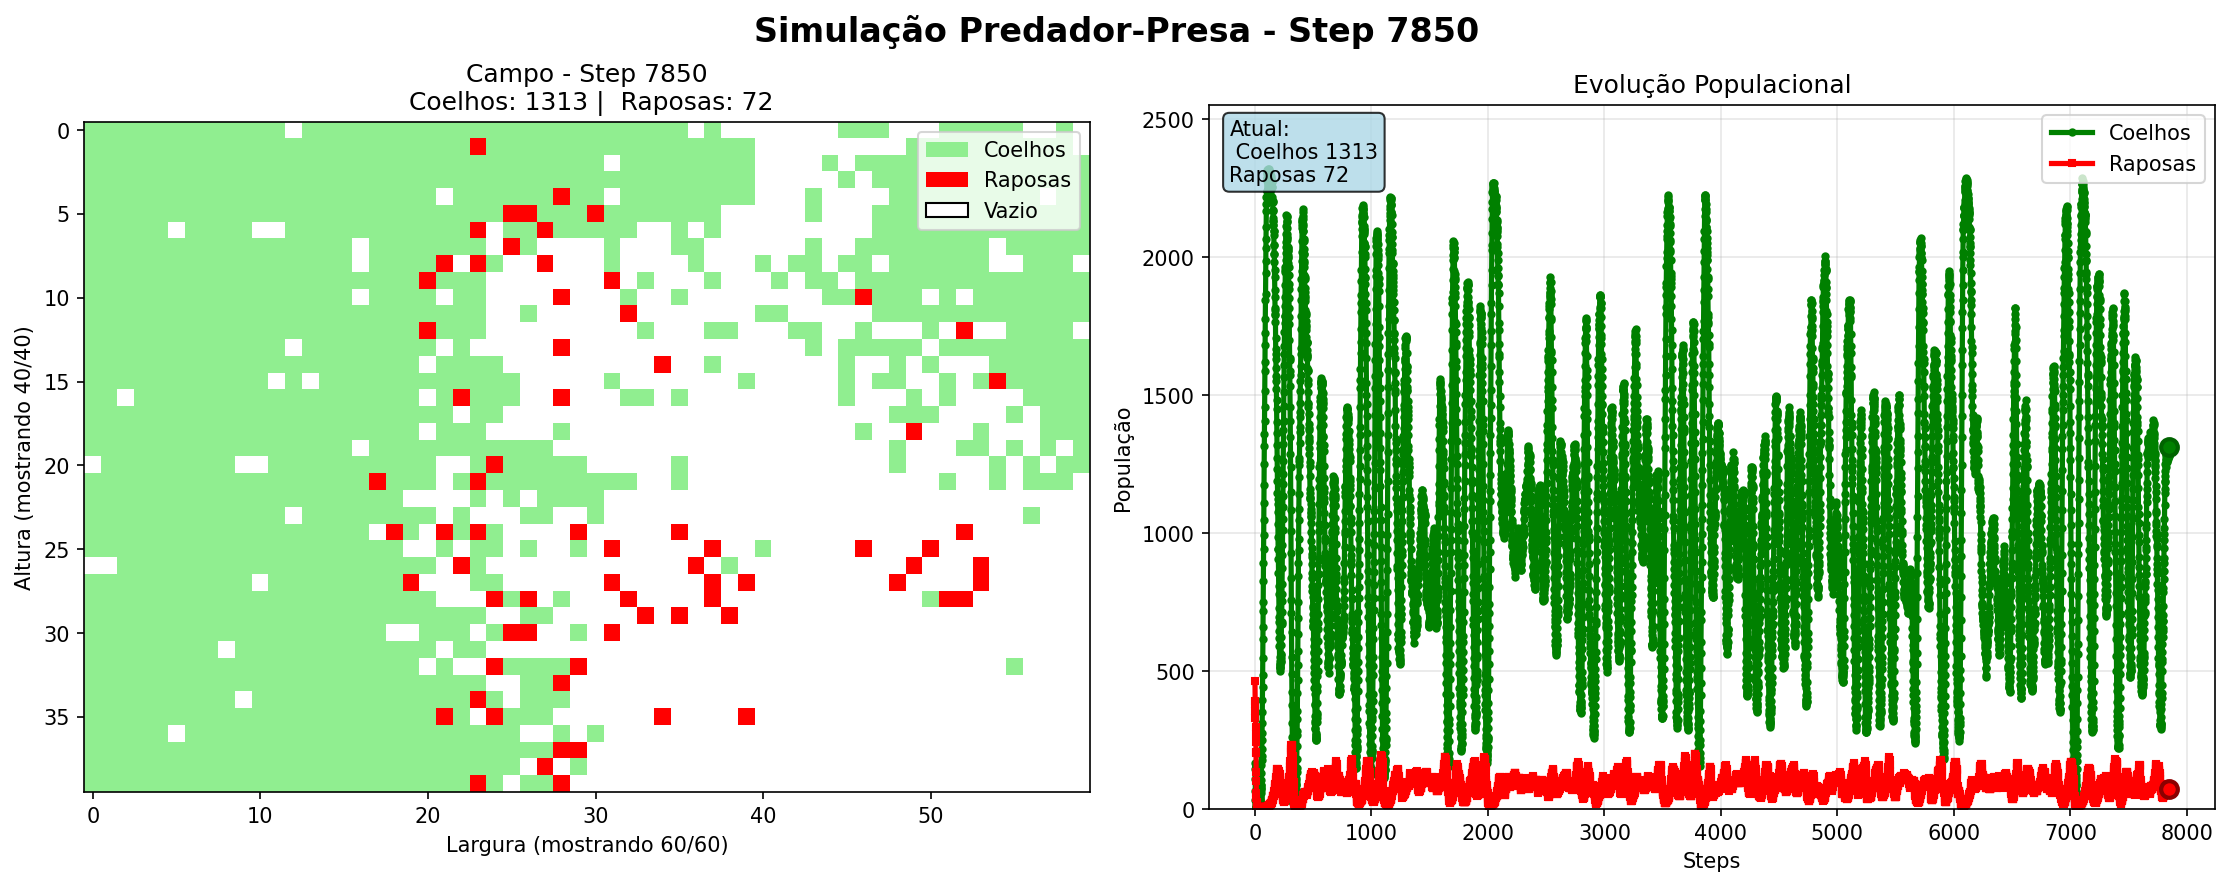 Simulação Predador-Presa - Step 7850
Campo - Step 7850
Coelhos: 1313 |  Raposas: 72
0
5
10
15
20
25
30
35
Altura (mostrando 40/40)
0
10
20
30
40
50
Largura (mostrando 60/60)
Coelhos
Raposas
Vazio
Evolução Populacional
2500
2000
1500
1000
500
0
População
Atual:
Coelhos 1313
Raposas 72
Coelhos
Raposas
0
1000
2000
3000
4000
5000
6000
7000
8000
Steps